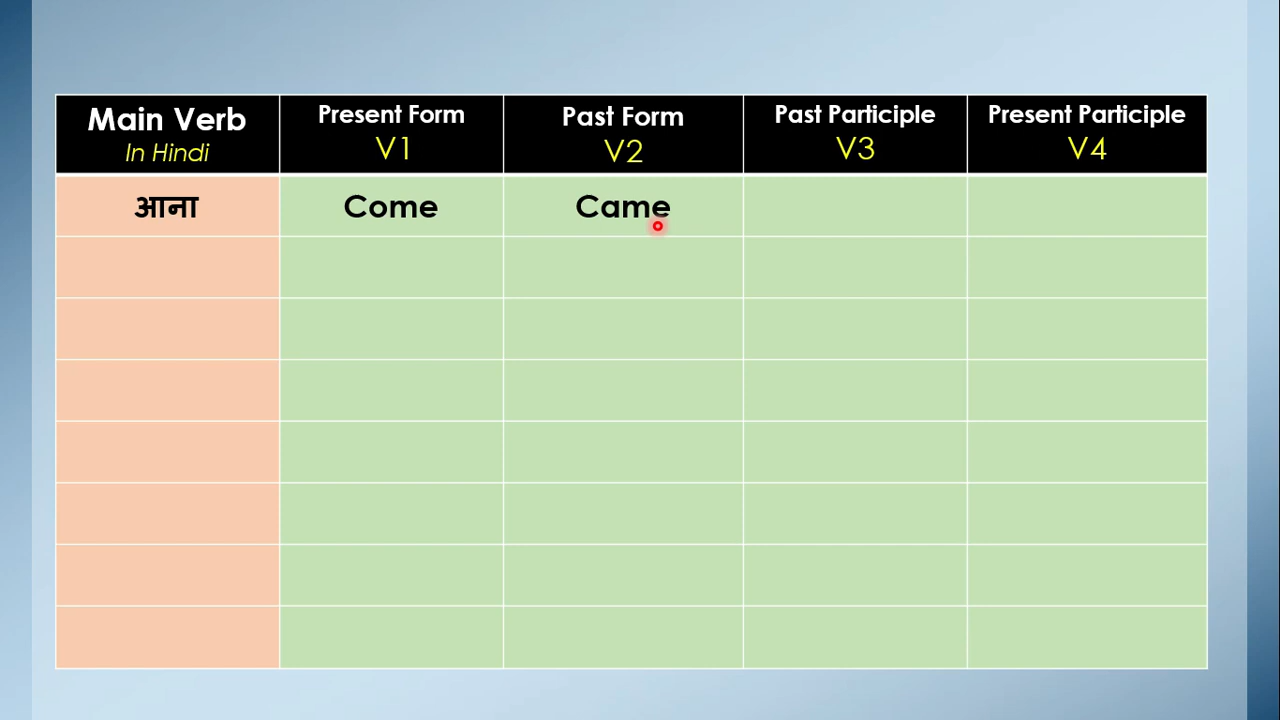 Main Verb
In Hindi
Present Form
V1
Past Form
V2
Past Participle
V3
Present Participle
V4
आना
Come
Came